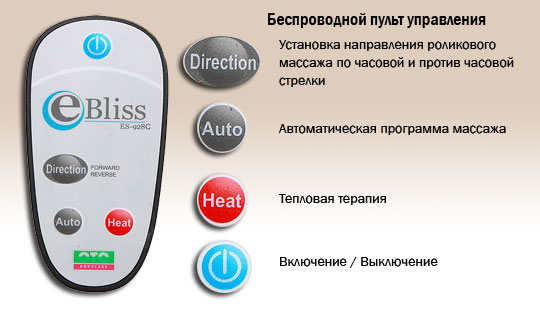 Беспроводной пульт управления
Direction
Установка направления роликового
массажа по часовой и против часовой
стрелки
Auto
Автоматическая программа массажа
Heat
Тепловая терапия
Включение / Выключение
eBliss
ES-928C
Direction
FORWARD
REVERSE
Auto
Heat
OTO
BODYCARE